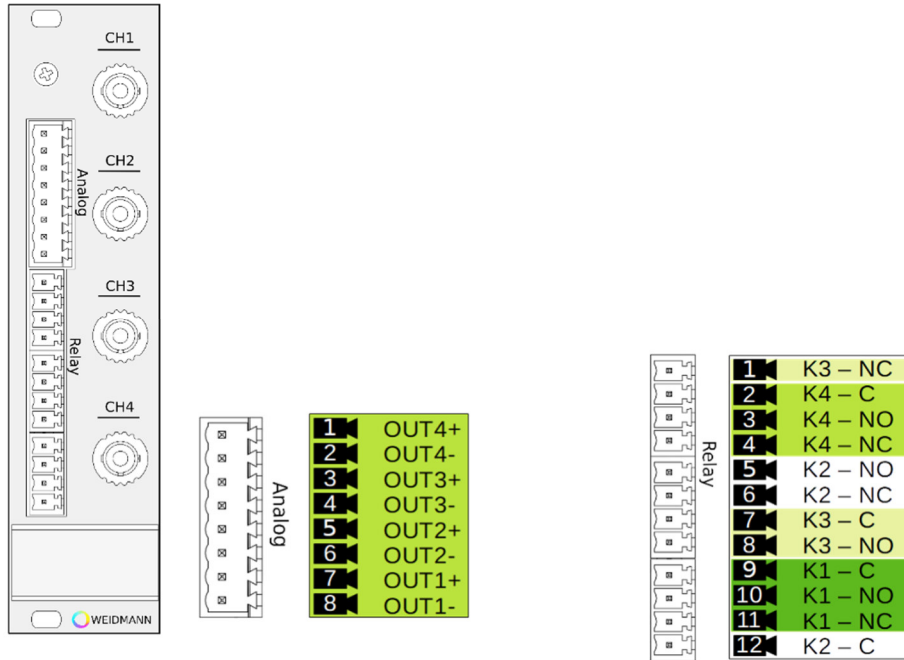 CH1
CH2
Analog
CH3
Relay
CH4
WEIDMANN
Analog
1 OUT4+
2 OUT4-
3 OUT3+
4 OUT3-
5 OUT2+
6 OUT2-
7 OUT1+
8 OUT1-
Relay
1 K3 – NC
2 K4 – C
3 K4 – NO
4 K4 – NC
5 K2 – NO
6 K2 – NC
7 K3 – C
8 K3 – NO
9 K1 – C
10 K1 – NO
11 K1 – NC
12 K2 – C